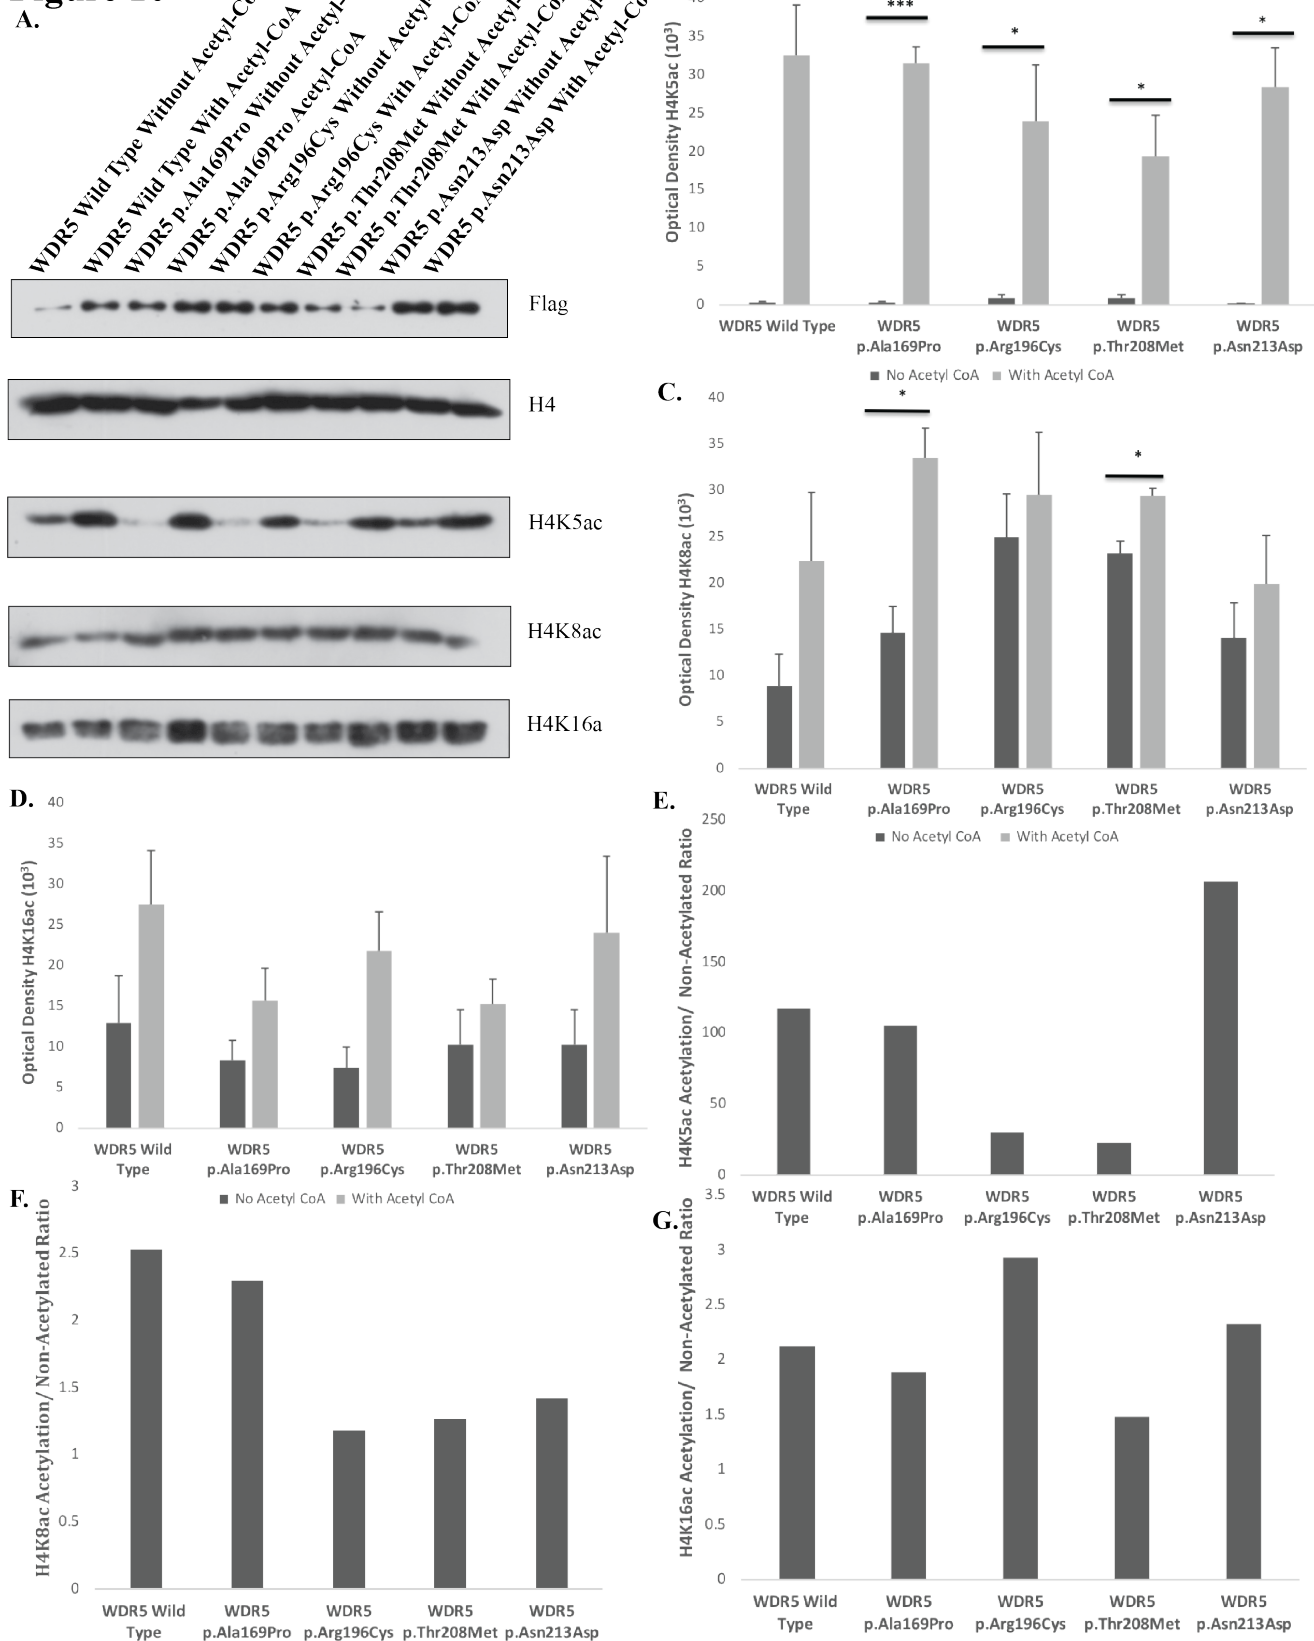 A.
WDR5 Wild Type Without Acetyl-Co
WDR5 Wild Type With Acetyl-CoA
WDR5 p.Ala169Pro Without Acetyl-
WDR5 p.Ala169Pro Acetyl-CoA
WDR5 p.Arg196Cys Without Acetyl-
WDR5 p.Arg196Cys With Acetyl-CoA
WDR5 p.Thr208Met Without Acetyl-
WDR5 p.Thr208Met With Acetyl-Co
WDR5 p.Asn213Asp Without Acetyl-
WDR5 p.Asn213Asp With Acetyl-Co
Flag
H4
H4K5ac
H4K8ac
H4K16a
Optical Density H4K5ac (10³)
35
30
25
20
15
10
5
0
***
*
*
*
WDR5 Wild Type
WDR5
p.Ala169Pro
WDR5
p.Arg196Cys
WDR5
p.Thr208Met
WDR5
p.Asn213Asp
No Acetyl CoA
With Acetyl CoA
C.
Optical Density H4K8ac (10³)
40
35
30
25
20
15
10
5
0
*
*
WDR5 Wild
Type
WDR5
p.Ala169Pro
WDR5
p.Arg196Cys
WDR5
p.Thr208Met
WDR5
p.Asn213Asp
No Acetyl CoA
With Acetyl CoA
D.
Optical Density H4K16ac (10³)
40
35
30
25
20
15
10
5
0
WDR5 Wild
Type
WDR5
p.Ala169Pro
WDR5
p.Arg196Cys
WDR5
p.Thr208Met
WDR5
p.Asn213Asp
No Acetyl CoA
With Acetyl CoA
E.
H4K5ac Acetylation/ Non-Acetylated Ratio
250
200
150
100
50
0
WDR5 Wild
Type
WDR5
p.Ala169Pro
WDR5
p.Arg196Cys
WDR5
p.Thr208Met
WDR5
p.Asn213Asp
F.
H4K8ac Acetylation/ Non-Acetylated Ratio
3
2.5
2
1.5
1
0.5
0
WDR5 Wild
Type
WDR5
p.Ala169Pro
WDR5
p.Arg196Cys
WDR5
p.Thr208Met
WDR5
p.Asn213Asp
G.
H4K16ac Acetylation/ Non-Acetylated Ratio
3.5
3
2.5
2
1.5
1
0.5
0
WDR5 Wild
Type
WDR5
p.Ala169Pro
WDR5
p.Arg196Cys
WDR5
p.Thr208Met
WDR5
p.Asn213Asp